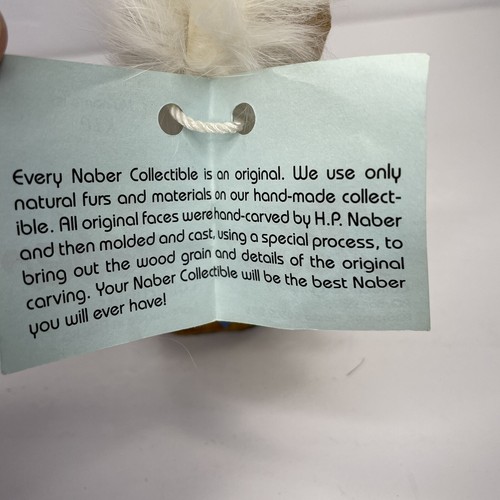 Every Naber Collectible is an original. We use only
natural furs and materials on our hand-made collect-
ible. All original faces were hand-carved by H.P. Naber
and then molded and cast, using a special process, to
bring out the wood grain and details of the original
carving. Your Naber Collectible will be the best Naber
you will ever have!